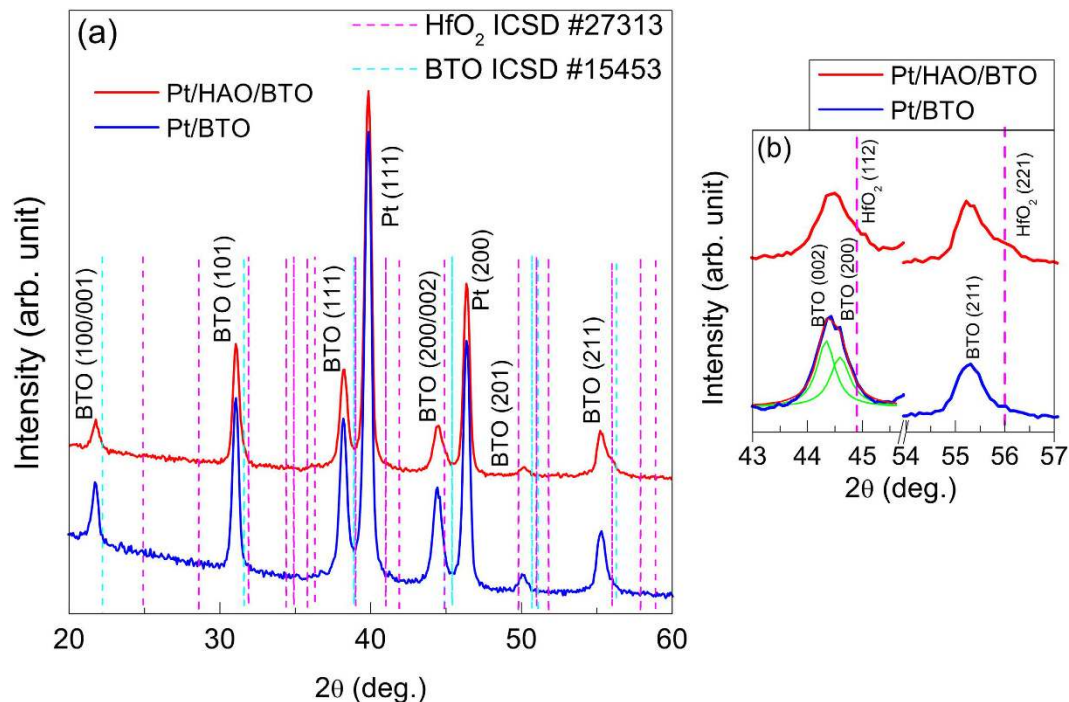 (a)
HfO₂ ICSD #27313
BTO ICSD #15453
Pt/HAO/BTO
Pt/BTO
Intensity (arb. unit)
BTO (100/001)
BTO (101)
BTO (111)
Pt (111)
BTO (200/002)
Pt (200)
BTO (201)
BTO (211)
20 30 40 50 60
2θ (deg.)
Pt/HAO/BTO
Pt/BTO
(b)
Intensity (arb. unit)
HfO₂ (112)
HfO₂ (221)
BTO (002)
BTO (200)
BTO (211)
43 44 45 54 55 56 57
2θ (deg.)